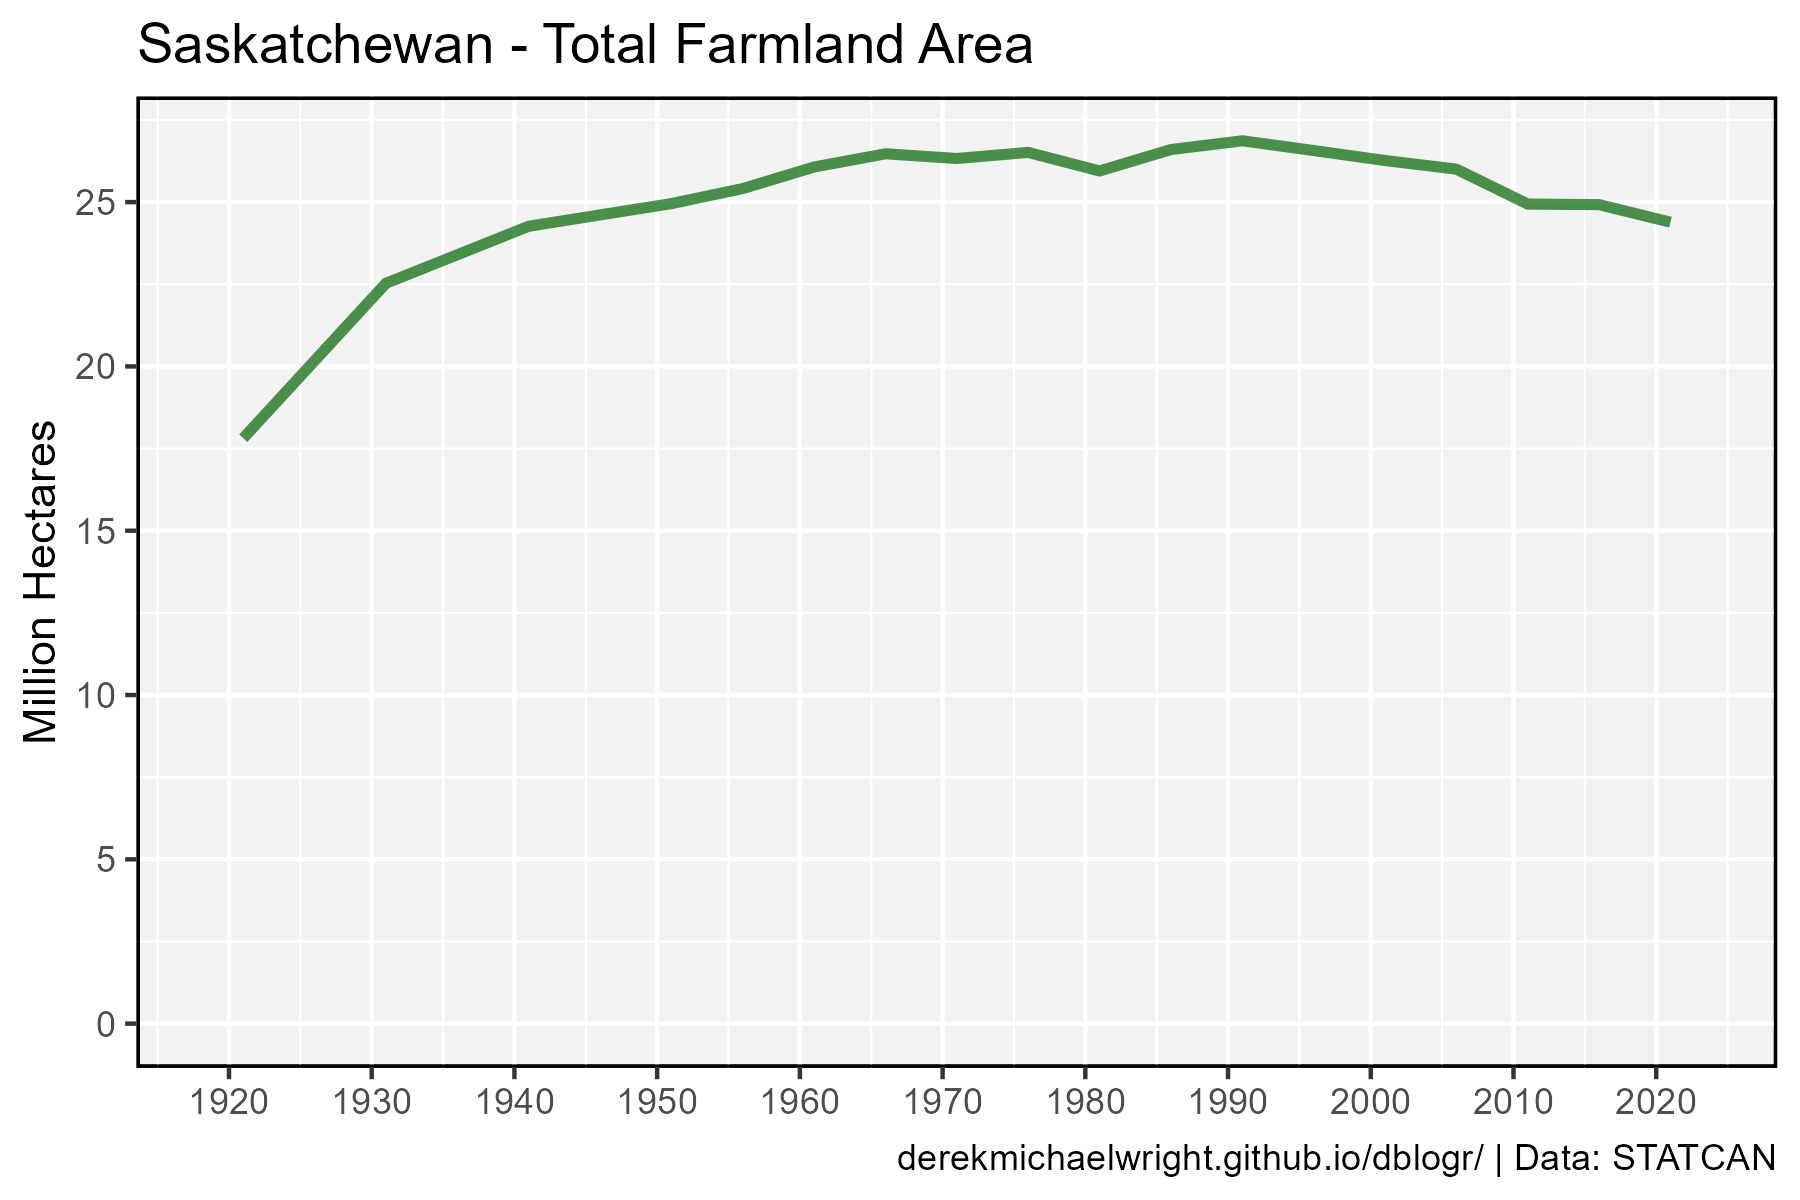 Saskatchewan - Total Farmland Area
Million Hectares
25
20
15
10
5
0
1920 1930 1940 1950 1960 1970 1980 1990 2000 2010 2020
derekmichaelwright.github.io/dblogr/ | Data: STATCAN